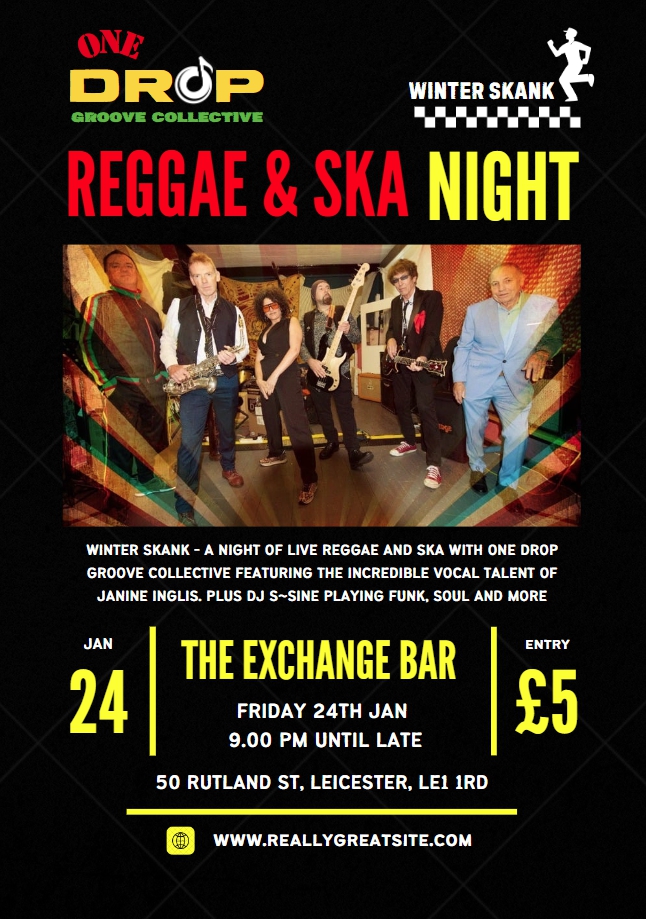 ONE
DROP
GROOVE COLLECTIVE
WINTER SKANK
REGGAE & SKA NIGHT
WINTER SKANK - A NIGHT OF LIVE REGGAE AND SKA WITH ONE DROP
GROOVE COLLECTIVE FEATURING THE INCREDIBLE VOCAL TALENT OF
JANINE INGLIS. PLUS DJ S~SINE PLAYING FUNK, SOUL AND MORE
JAN
24
THE EXCHANGE BAR
FRIDAY 24TH JAN
9.00 PM UNTIL LATE
ENTRY
£5
50 RUTLAND ST, LEICESTER, LE1 1RD
WWW.REALLYGREATSITE.COM